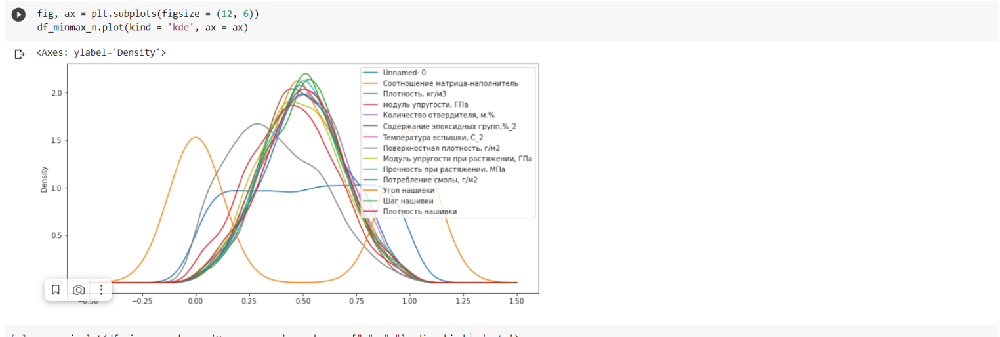 fig, ax = plt.subplots(figsize = (12, 6))
df_minmax_n.plot(kind = 'kde', ax = ax)
<Axes: ylabel='Density'>
Unnamed: 0
Соотношение матрица-наполнитель
Плотность, кг/м3
модуль упругости, ГПа
Количество отвердителя, м.%
Содержание эпоксидных групп,%_2
Температура вспышки, С_2
Поверхностная плотность, г/м2
Модуль упругости при растяжении, ГПа
Прочность при растяжении, МПа
Потребление смолы, г/м2
Угол нашивки
Шаг нашивки
Плотность нашивки
Density
2.0
1.5
1.0
0.5
0.0
−0.50 −0.25 0.00 0.25 0.50 0.75 1.00 1.25 1.50